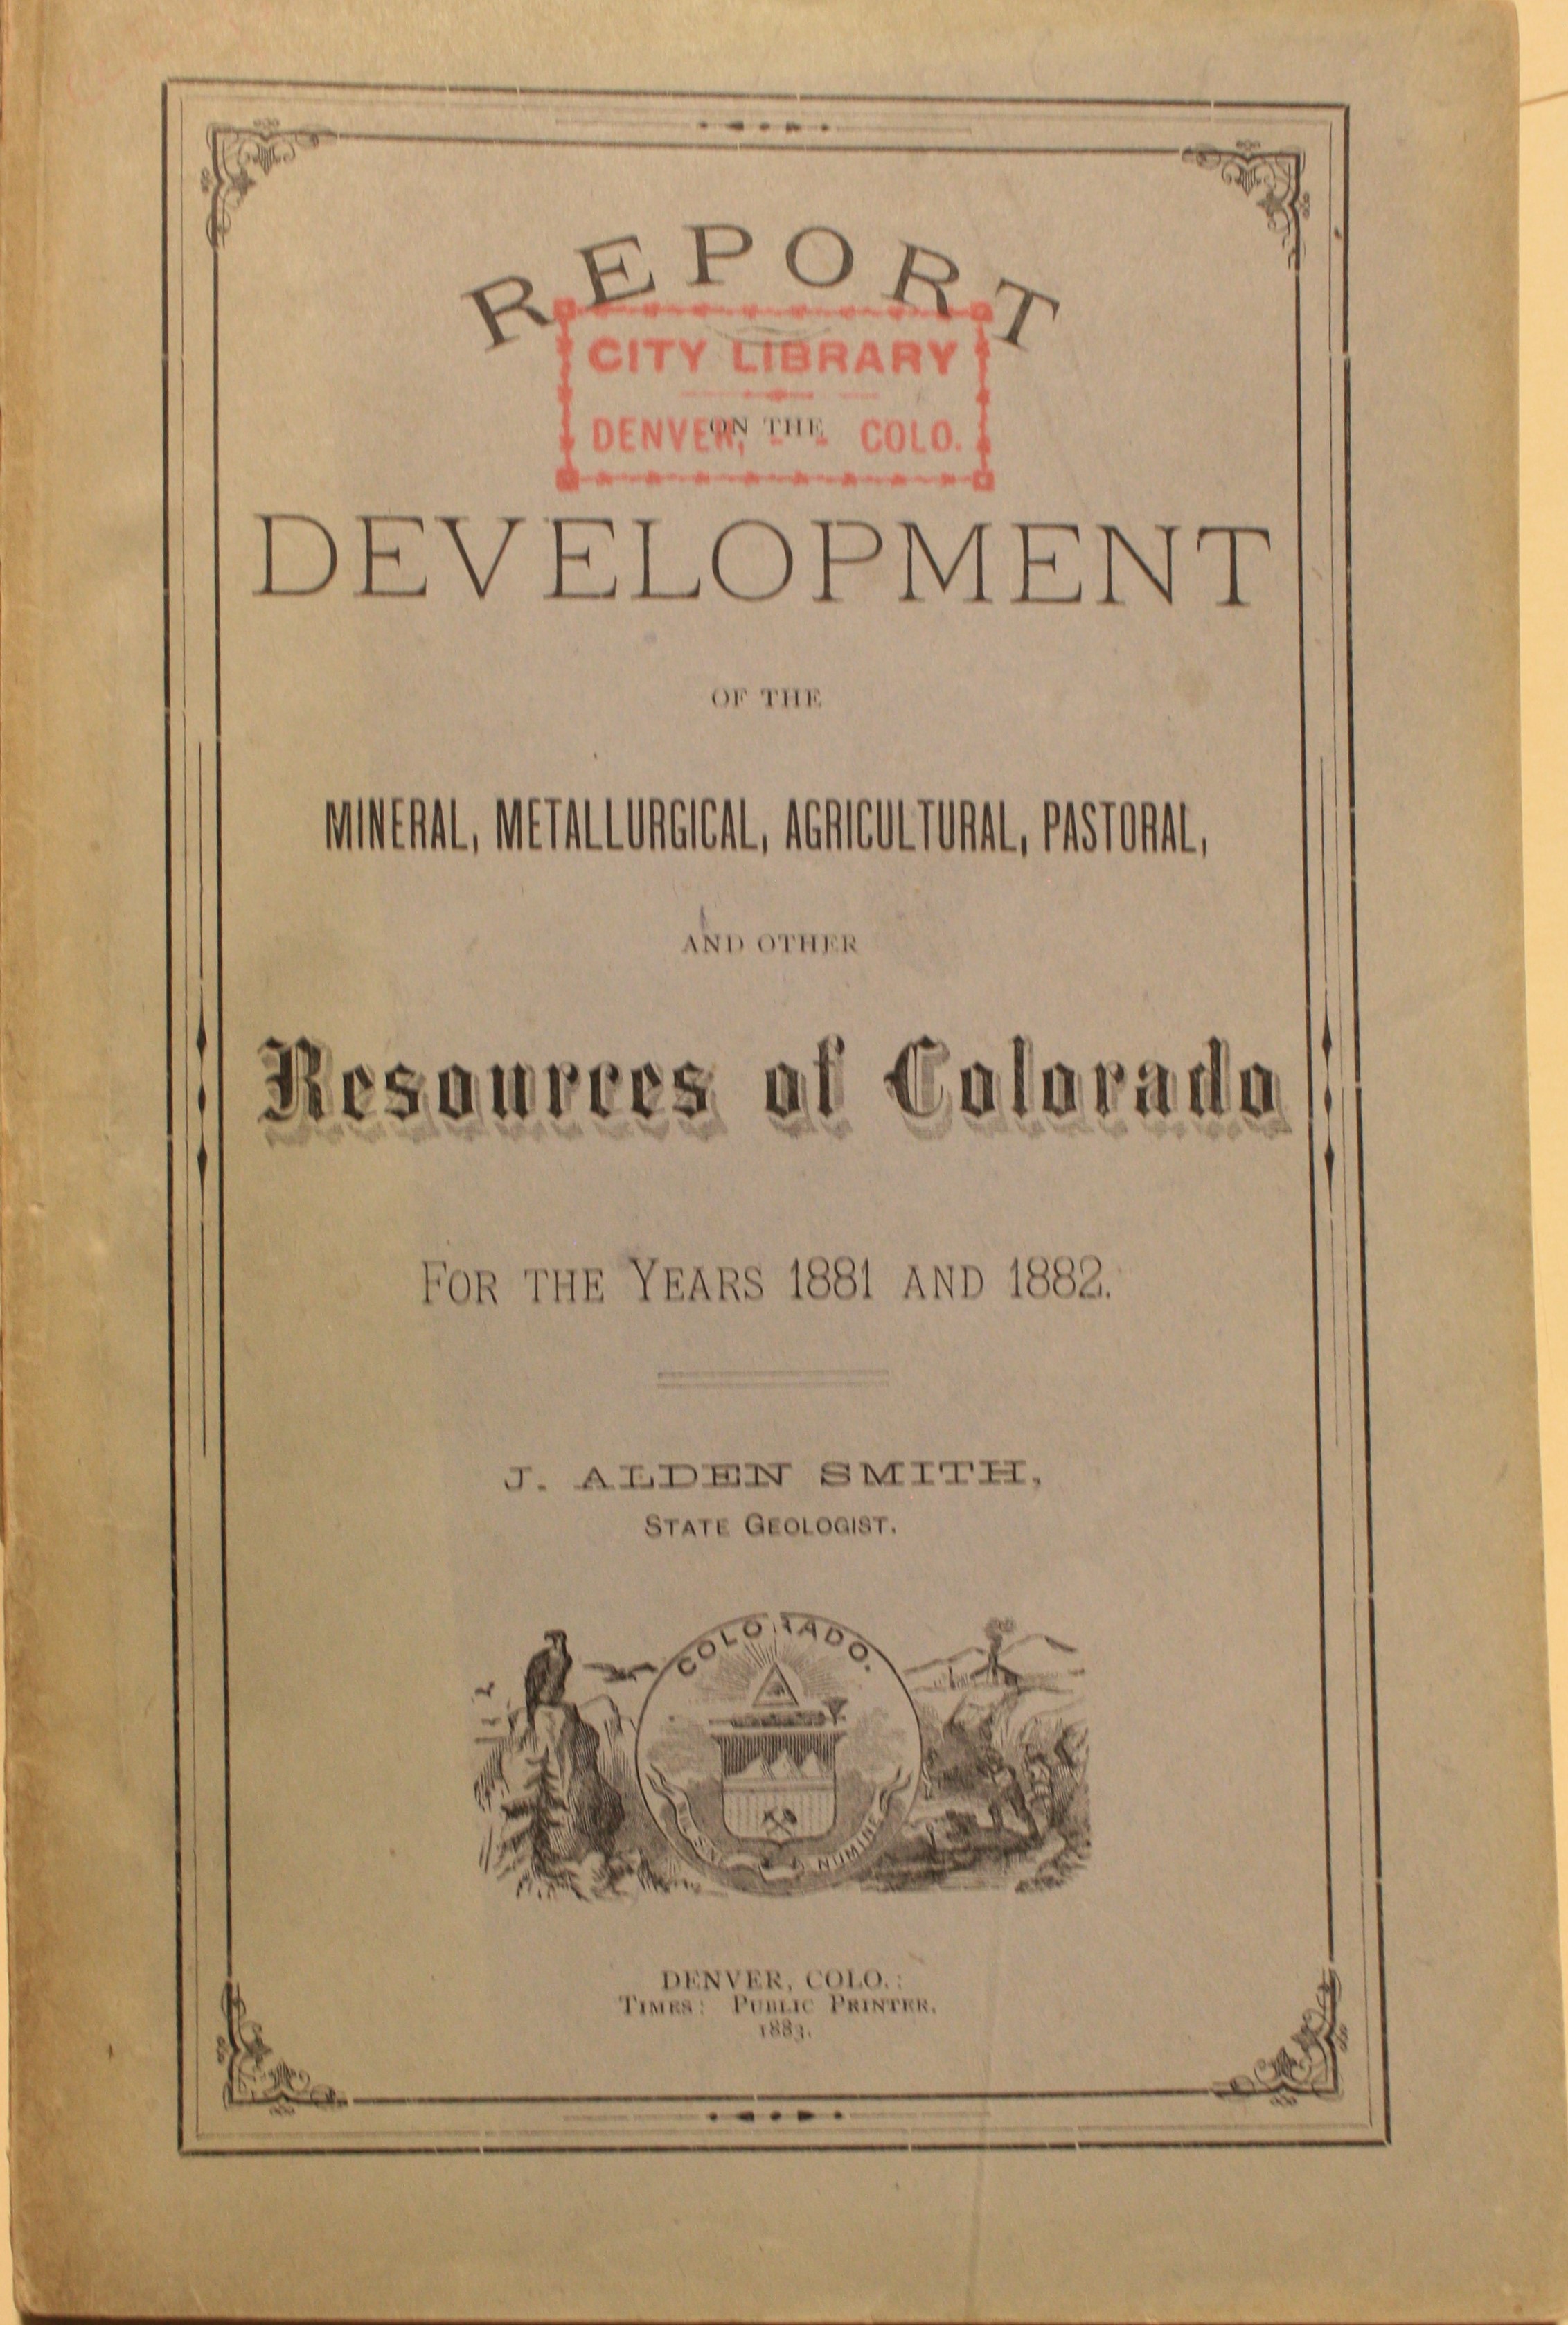 REPORT
CITY LIBRARY
DENVER, - - COLO.
ON THE
DEVELOPMENT
OF THE
MINERAL, METALLURGICAL, AGRICULTURAL, PASTORAL,
AND OTHER
Resources of Colorado
FOR THE YEARS 1881 AND 1882.
J. ALDEN SMITH,
STATE GEOLOGIST.
COLORADO.
NUMINE
DENVER, COLO.:
TIMES: PUBLIC PRINTER.
1883.